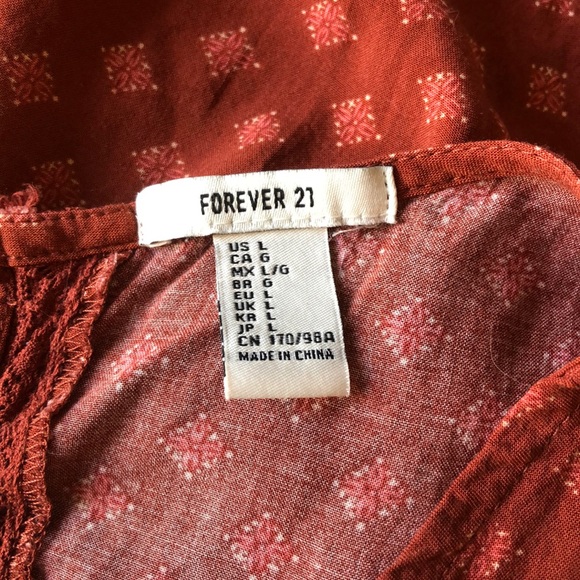 FOREVER 21
US L
CA G
MX L/G
BR G
EU L
UK L
KR L
JP L
CN 170/98A
MADE IN CHINA